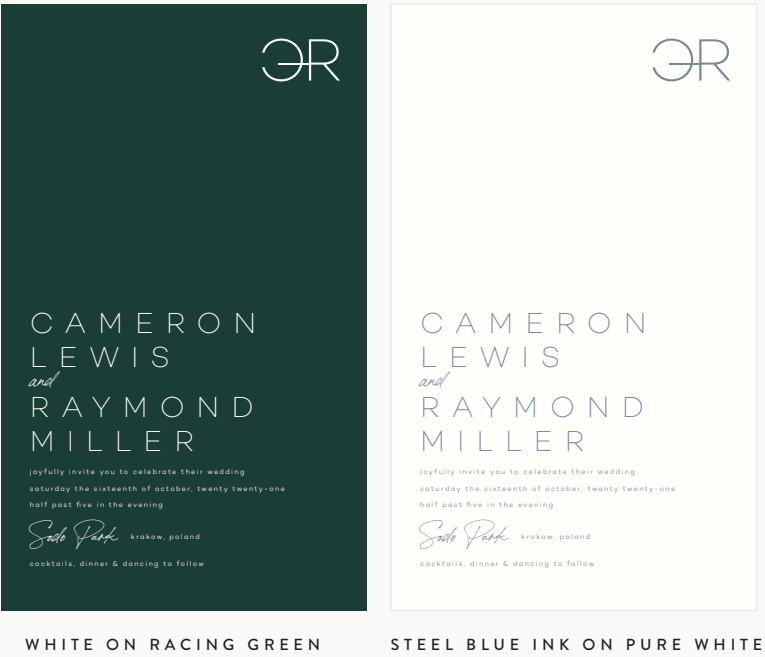 CR
CAMERON
LEWIS
and
RAYMOND
MILLER
joyfully invite you to celebrate their wedding
saturday the sixteenth of october, twenty twenty-one
half past five in the evening
Sodo Park krakow, poland
cocktails, dinner & dancing to follow
WHITE ON RACING GREEN
CR
CAMERON
LEWIS
and
RAYMOND
MILLER
joyfully invite you to celebrate their wedding
saturday the sixteenth of october, twenty twenty-one
half past five in the evening
Sodo Park krakow, poland
cocktails, dinner & dancing to follow
STEEL BLUE INK ON PURE WHITE